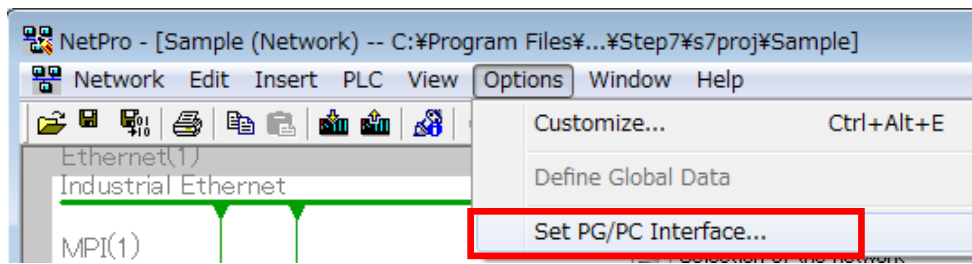 NetPro - [Sample (Network) -- C:¥Program Files¥...¥Step7¥s7proj¥Sample]
Network Edit Insert PLC View Options Window Help
Customize... Ctrl+Alt+E
Ethernet(1)
Define Global Data
Industrial Ethernet
Set PG/PC Interface...
MPI(1)